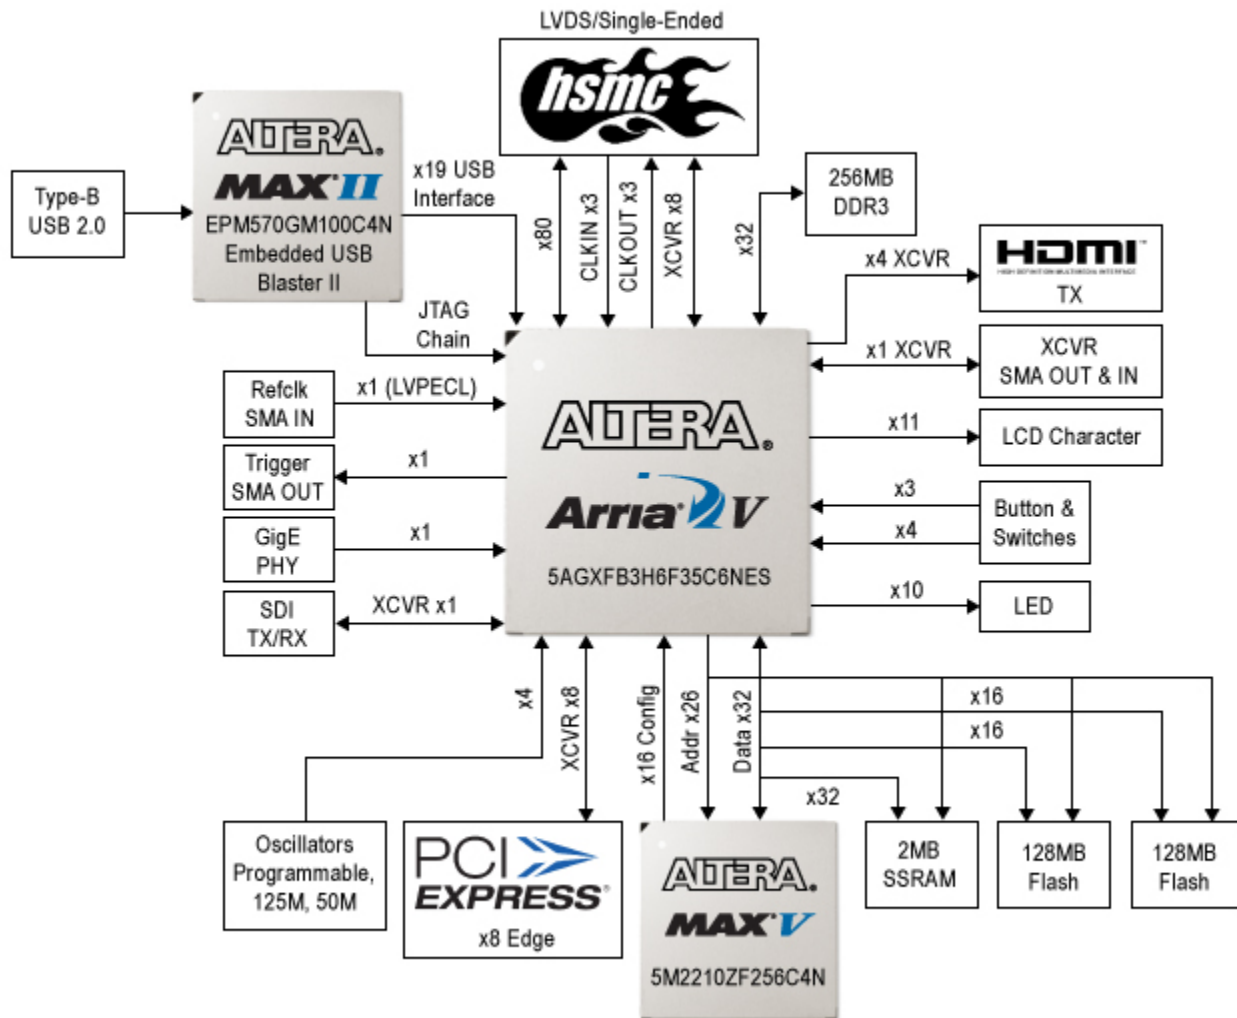 LVDS/Single-Ended
hsmc
ALTERA®
MAX® II
EPM570GM100C4N
Embedded USB
Blaster II
Type-B
USB 2.0
x19 USB
Interface
x80
CLKIN x3
CLKOUT x3
XCVR x8
x32
256MB
DDR3
x4 XCVR
HDMI™
HIGH DEFINITION MULTIMEDIA INTERFACE
TX
JTAG
Chain
x1 XCVR
XCVR
SMA OUT & IN
Refclk
SMA IN
x1 (LVPECL)
ALTERA®
Arria® V
5AGXFB3H6F35C6NES
x11
LCD Character
Trigger
SMA OUT
x1
x3
x4
Button &
Switches
GigE
PHY
x1
x10
LED
SDI
TX/RX
XCVR x1
x4
XCVR x8
x16 Config
Addr x26
Data x32
x16
x16
x32
Oscillators
Programmable,
125M, 50M
PCI
EXPRESS®
x8 Edge
ALTERA®
MAX® V
5M2210ZF256C4N
2MB
SSRAM
128MB
Flash
128MB
Flash